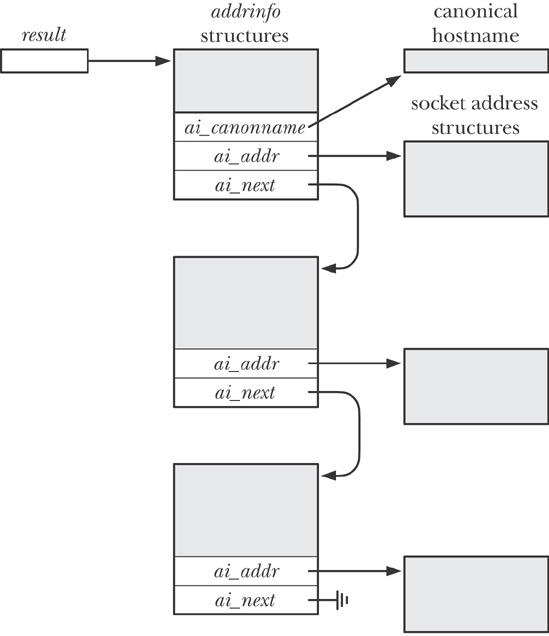 result
addrinfo
structures
canonical
hostname
ai_canonname
ai_addr
ai_next
socket address
structures
ai_addr
ai_next
ai_addr
ai_next